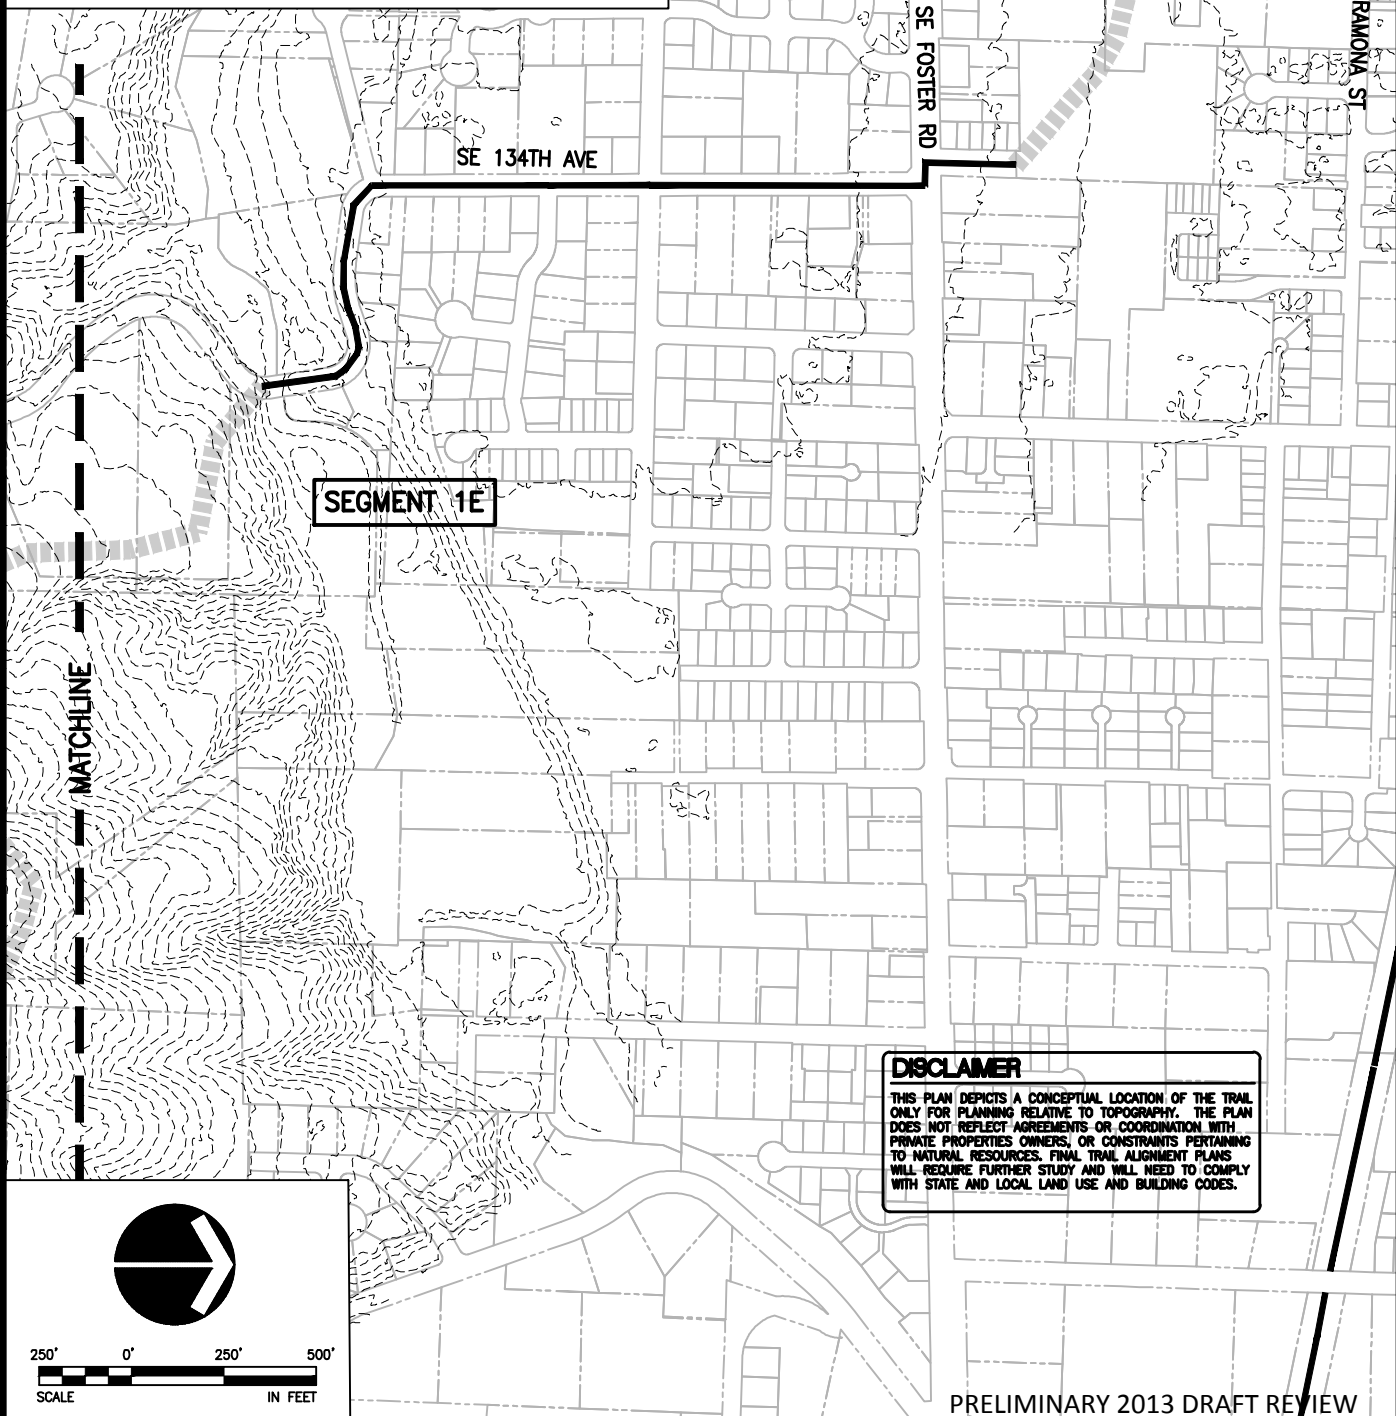 SE FOSTER RD
RAMONA ST
SE 134TH AVE
SEGMENT 1E
MATCHLINE
DISCLAIMER
THIS PLAN DEPICTS A CONCEPTUAL LOCATION OF THE TRAIL
ONLY FOR PLANNING RELATIVE TO TOPOGRAPHY. THE PLAN
DOES NOT REFLECT AGREEMENTS OR COORDINATION WITH
PRIVATE PROPERTIES OWNERS, OR CONSTRAINTS PERTAINING
TO NATURAL RESOURCES. FINAL TRAIL ALIGNMENT PLANS
WILL REQUIRE FURTHER STUDY AND WILL NEED TO COMPLY
WITH STATE AND LOCAL LAND USE AND BUILDING CODES.
250' 0' 250' 500'
SCALE IN FEET
PRELIMINARY 2013 DRAFT REVIEW